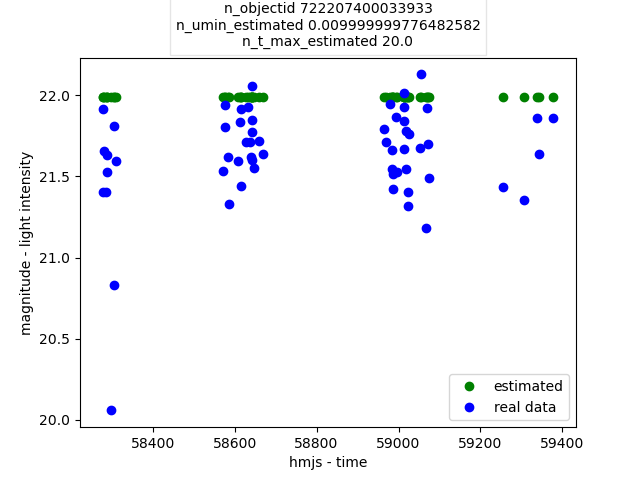 n_objectid 722207400033933
n_umin_estimated 0.009999999776482582
n_t_max_estimated 20.0
22.0
21.5
21.0
20.5
20.0
magnitude - light intensity
58400
58600
58800
59000
59200
59400
hmjs - time
estimated
real data